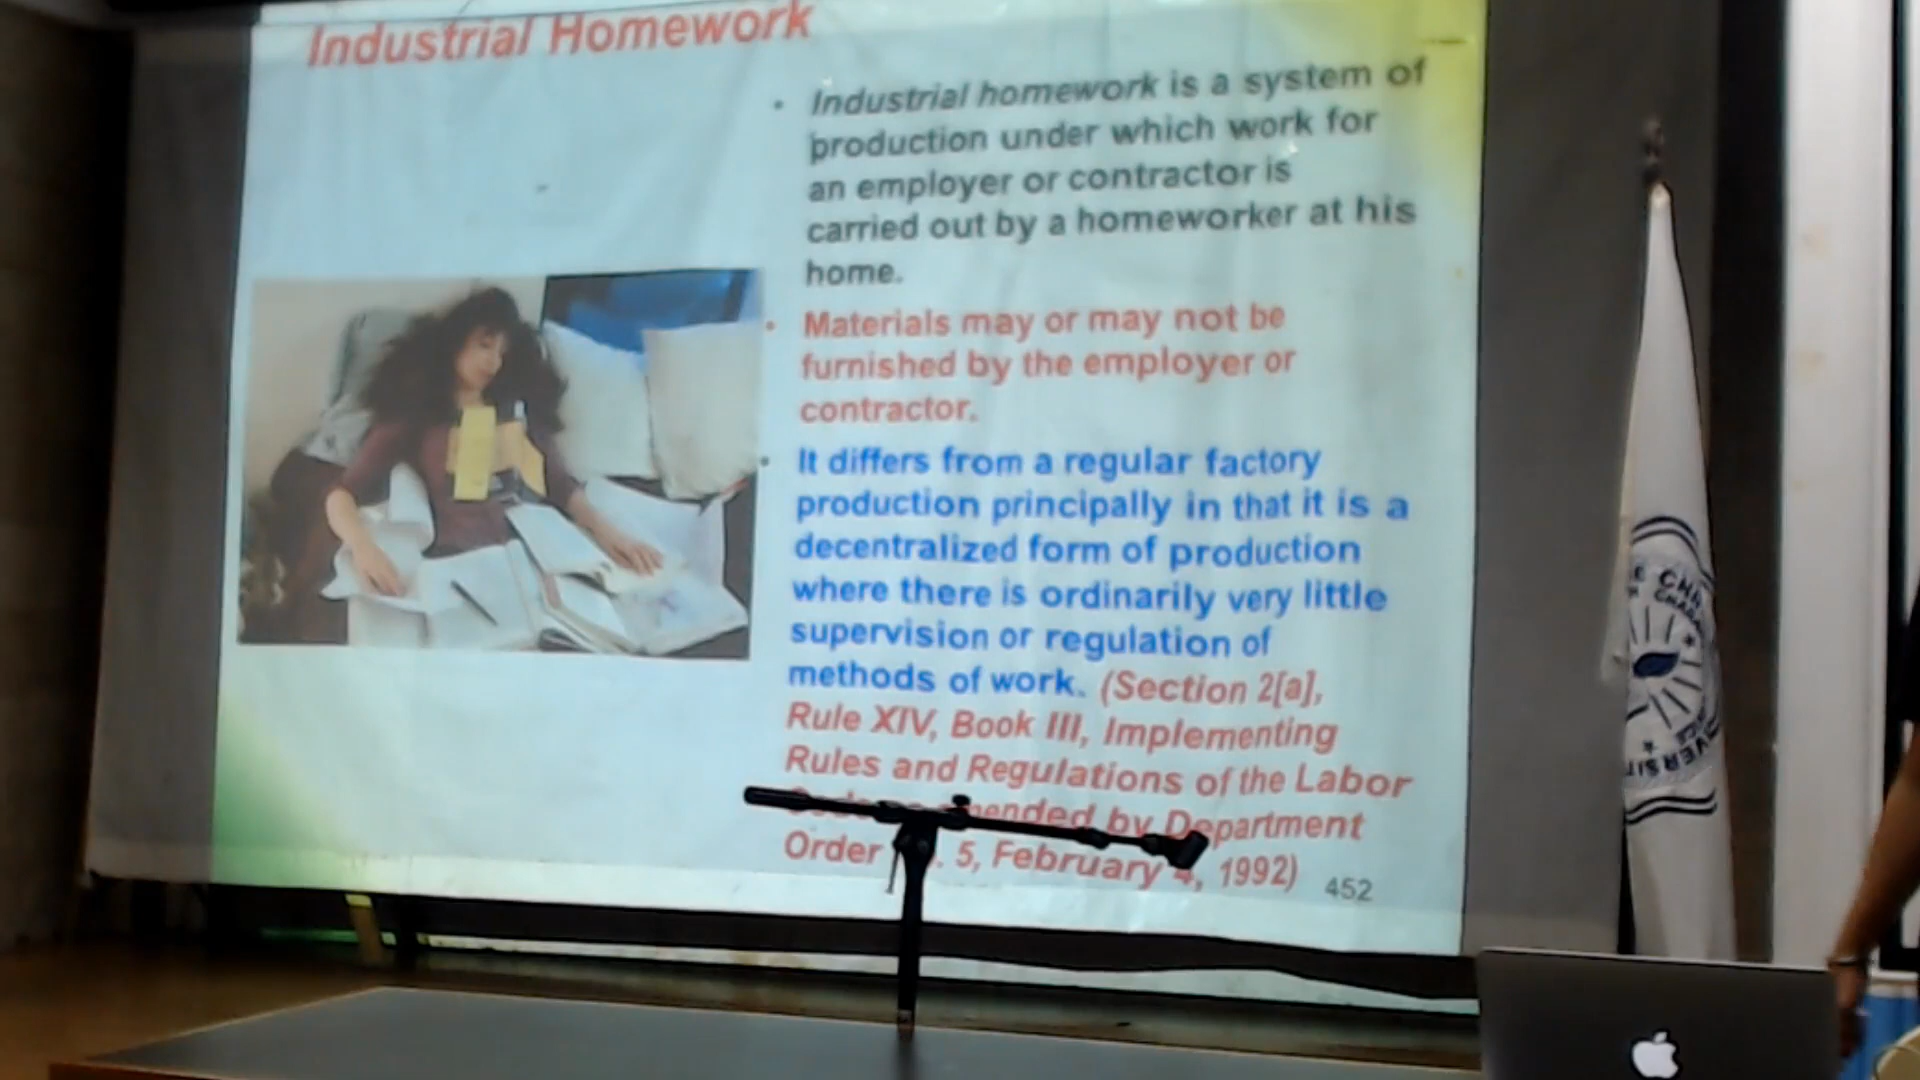 Industrial Homework
• Industrial homework is a system of
production under which work for
an employer or contractor is
carried out by a homeworker at his
home.
• Materials may or may not be
furnished by the employer or
contractor.
• It differs from a regular factory
production principally in that it is a
decentralized form of production
where there is ordinarily very little
supervision or regulation of
methods of work. (Section 2[a],
Rule XIV, Book III, Implementing
Rules and Regulations of the Labor
by Department
Order 5, February 4, 1992)
452